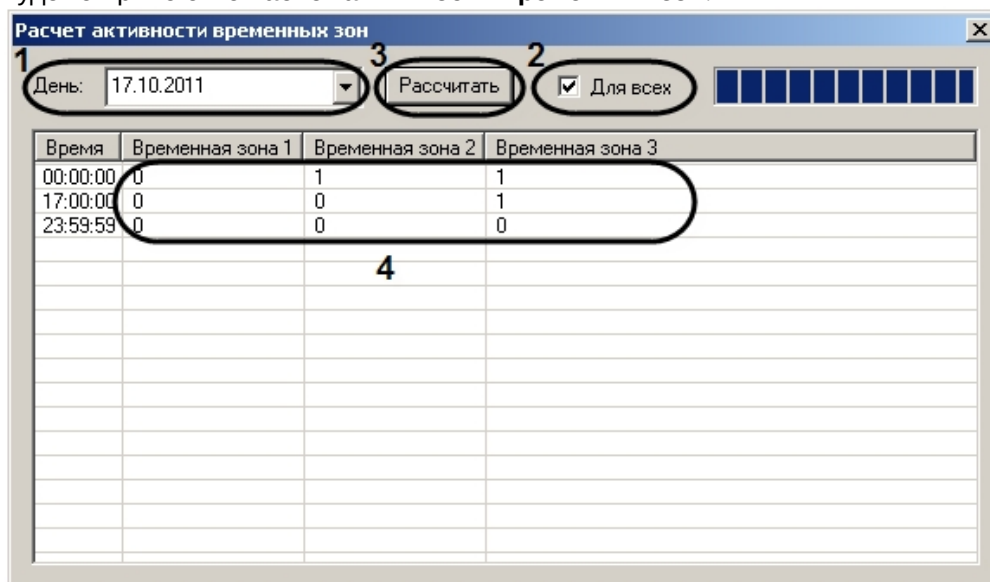 Расчет активности временных зон
1 3 2
День: 17.10.2011 Рассчитать Для всех
Время Временная зона 1 Временная зона 2 Временная зона 3
00:00:00 0 1 1
17:00:00 0 0 1
23:59:59 0 0 0
4